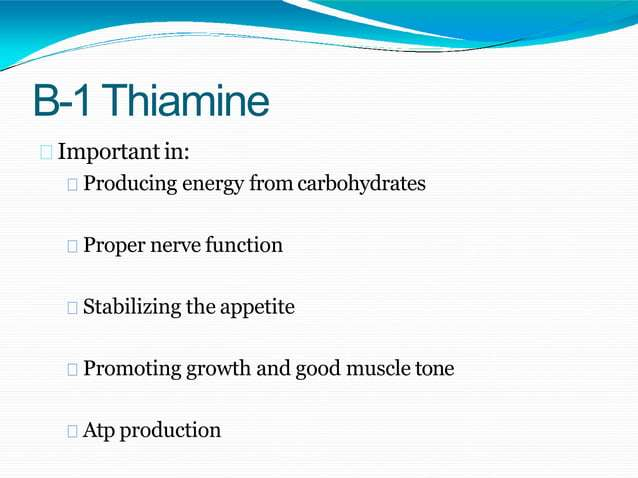 B-1 Thiamine
Important in:
Producing energy from carbohydrates
Proper nerve function
Stabilizing the appetite
Promoting growth and good muscle tone
Atp production